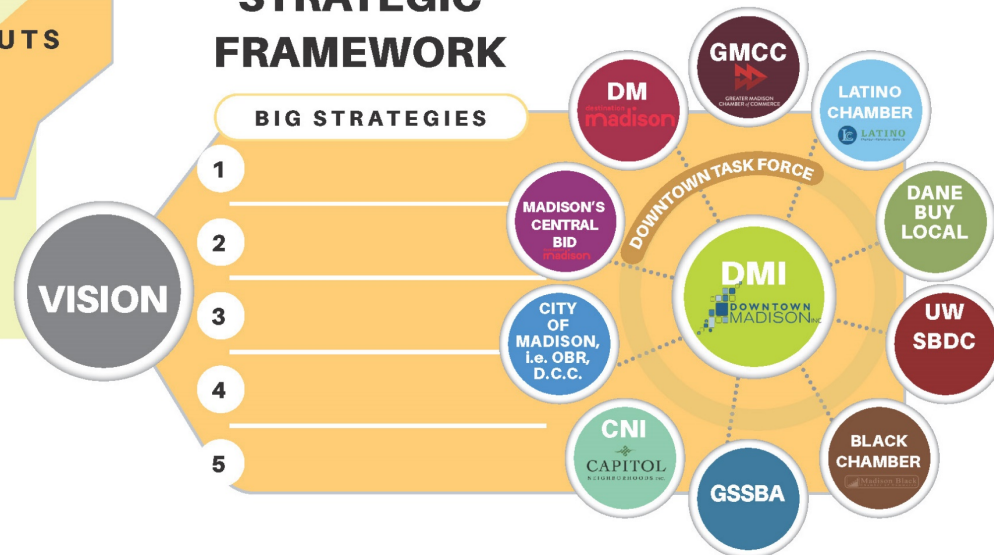 UTS
STRATEGIC
FRAMEWORK
BIG STRATEGIES
1
2
3
4
5
VISION
DM
destination
madison
GMCC
GREATER MADISON
CHAMBER of COMMERCE
LATINO
CHAMBER
LATINO
DOWNTOWN TASK FORCE
MADISON'S
CENTRAL
BID
madison
DANE
BUY
LOCAL
DMI
DOWNTOWN
MADISON INC
CITY
OF
MADISON,
i.e. OBR,
D.C.C.
UW
SBDC
CNI
CAPITOL
NEIGHBORHOODS INC.
GSSBA
BLACK
CHAMBER
Madison Black